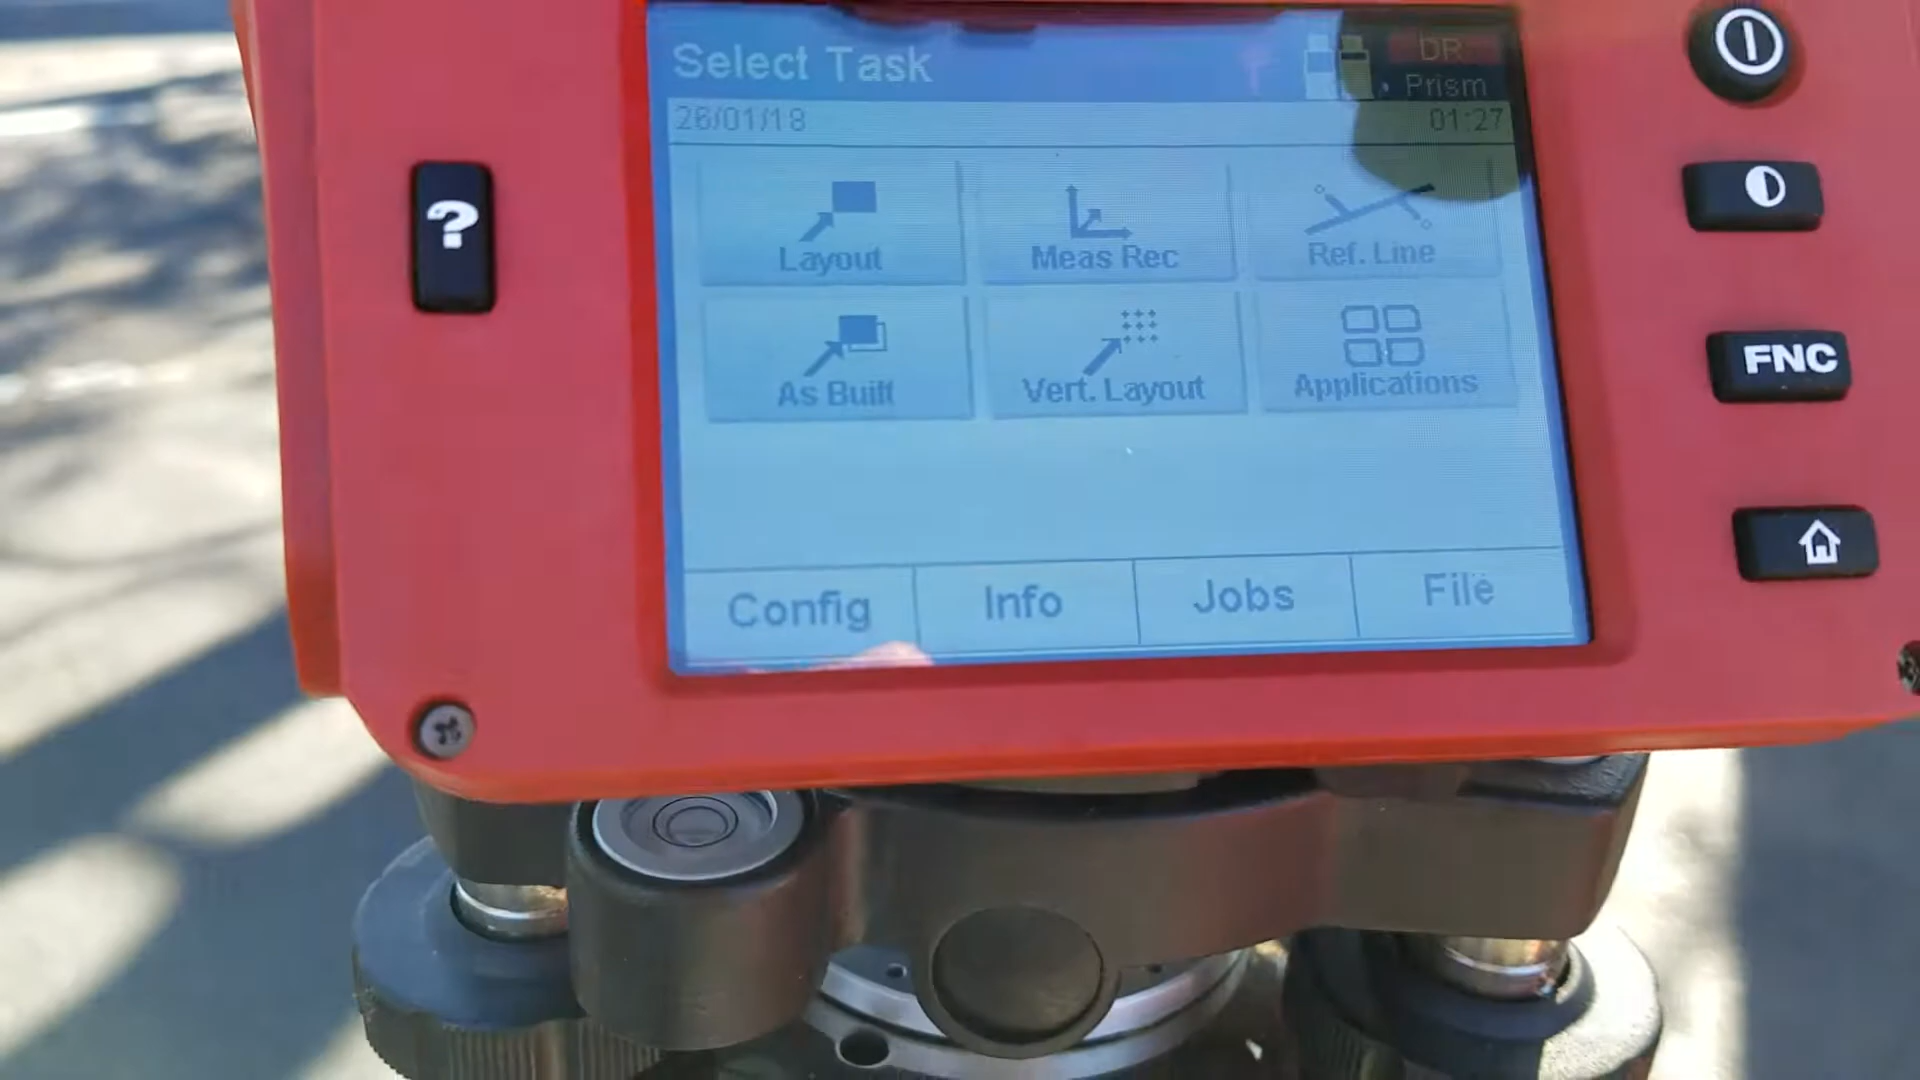 Select Task
DR
Prism
26/01/18 01:27
Layout Meas Rec Ref. Line
As Built Vert. Layout Applications
Config Info Jobs File
?
FNC